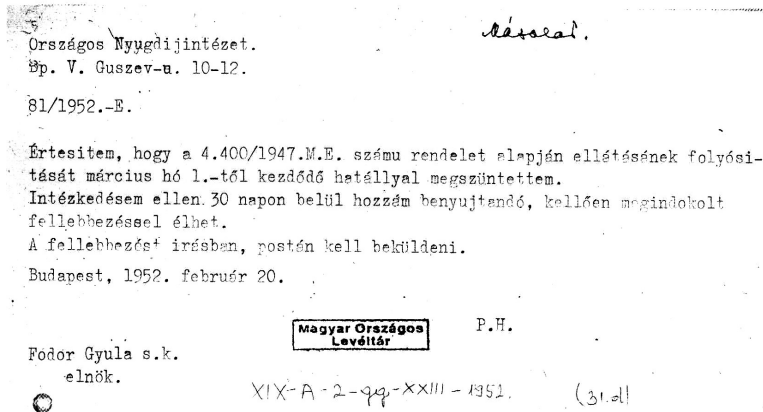 Másolat.
Országos Nyugdijintézet.
Bp. V. Guszev-u. 10-12.
81/1952.-E.
Értesitem, hogy a 4.400/1947.M.E. számu rendelet alapján ellátásának folyósi-
tását március hó 1.-től kezdődő hatállyal megszüntettem.
Intézkedésem ellen 30 napon belül hozzám benyujtandó, kellően megindokolt
fellebbezéssel élhet.
A fellebbezést irásban, postán kell beküldeni.
Budapest, 1952. február 20.
P.H.
Magyar Országos
Levéltár
Fodor Gyula s.k.
elnök.
XIX-A-2-qq-XXIII-1952. (31.d)